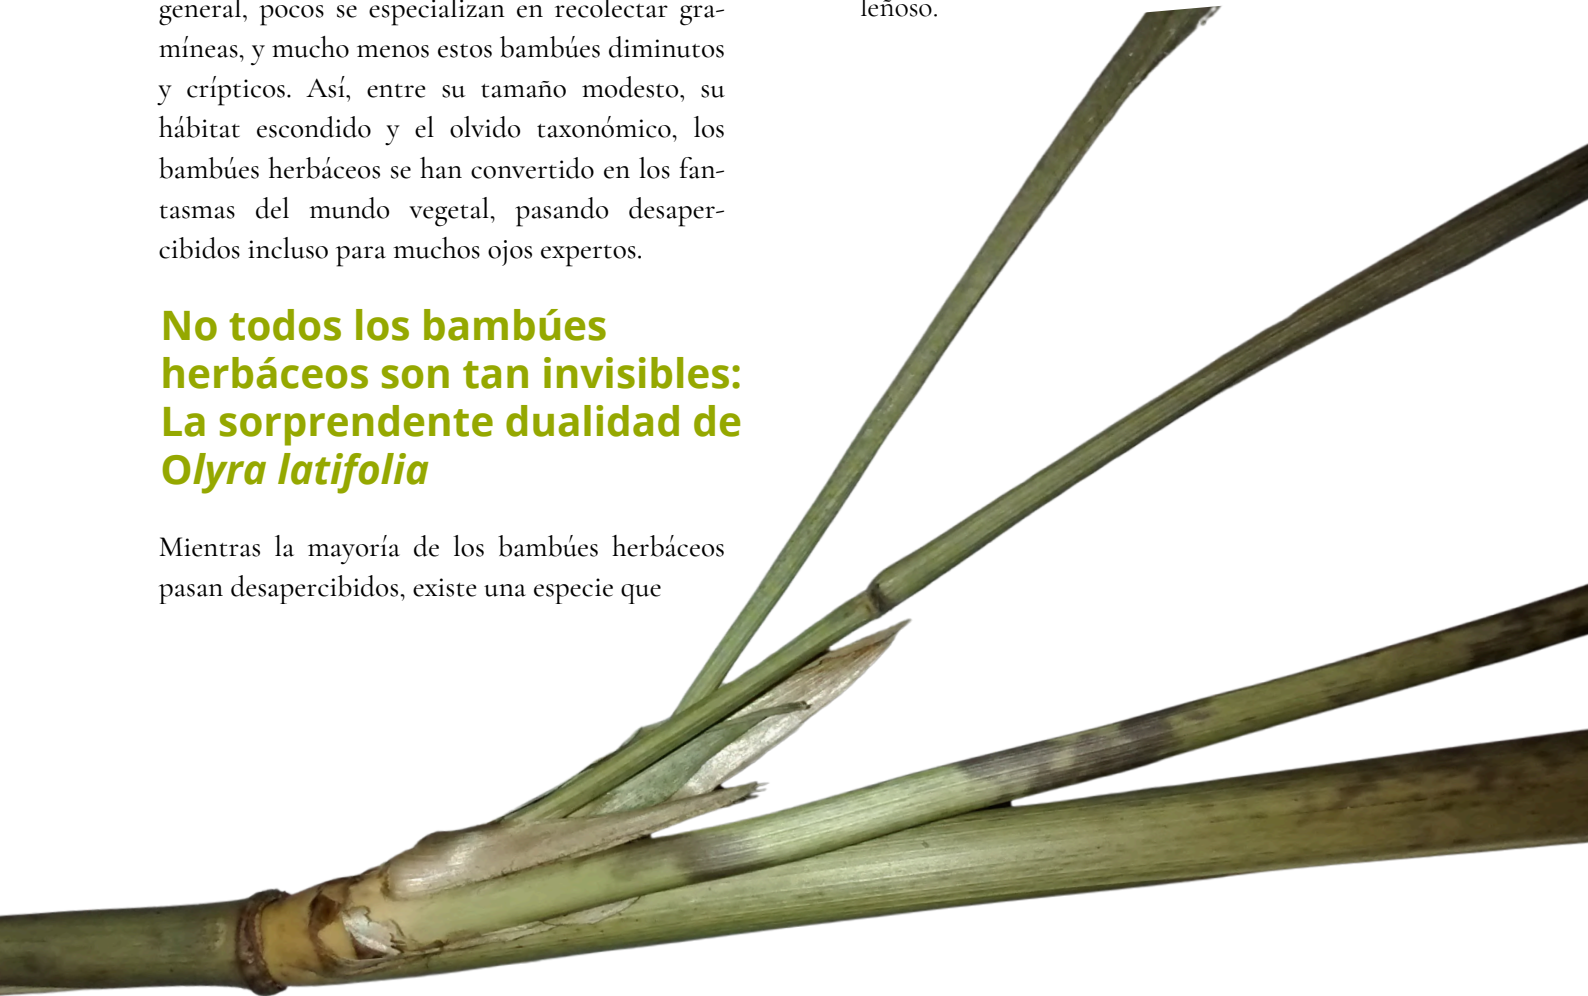 general, pocos se especializan en recolectar gra-
míneas, y mucho menos estos bambúes diminutos
y crípticos. Así, entre su tamaño modesto, su
hábitat escondido y el olvido taxonómico, los
bambúes herbáceos se han convertido en los fan-
tasmas del mundo vegetal, pasando desaper-
cibidos incluso para muchos ojos expertos.
No todos los bambúes
herbáceos son tan invisibles:
La sorprendente dualidad de
Olyra latifolia
Mientras la mayoría de los bambúes herbáceos
pasan desapercibidos, existe una especie que
leñoso.